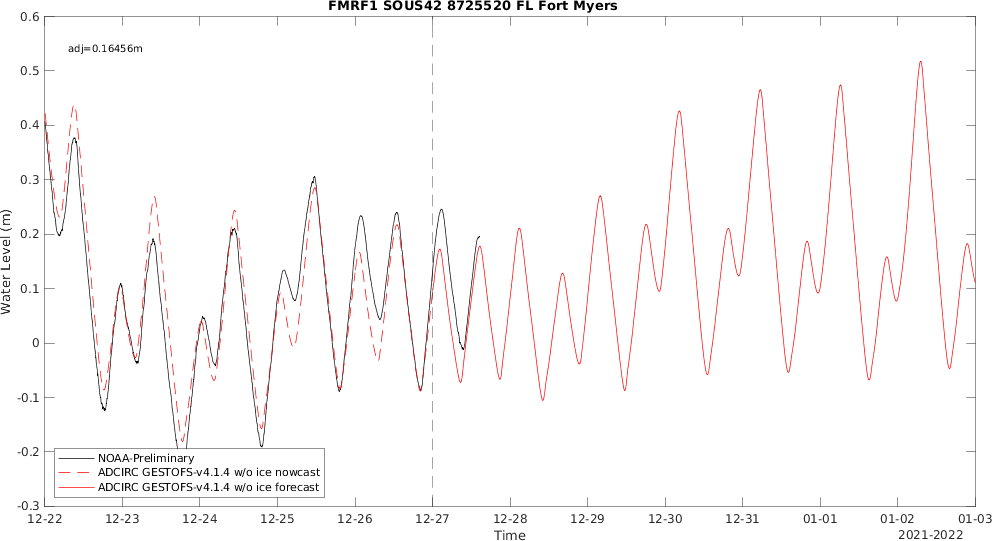 FMRF1 SOUS42 8725520 FL Fort Myers
0.6
adj=0.16456m
0.5
0.4
0.3
0.2
0.1
0
-0.1
-0.2
-0.3
Water Level (m)
NOAA-Preliminary
ADCIRC GESTOFS-v4.1.4 w/o ice nowcast
ADCIRC GESTOFS-v4.1.4 w/o ice forecast
12-22 12-23 12-24 12-25 12-26 12-27 12-28 12-29 12-30 12-31 01-01 01-02 01-03
Time
2021-2022